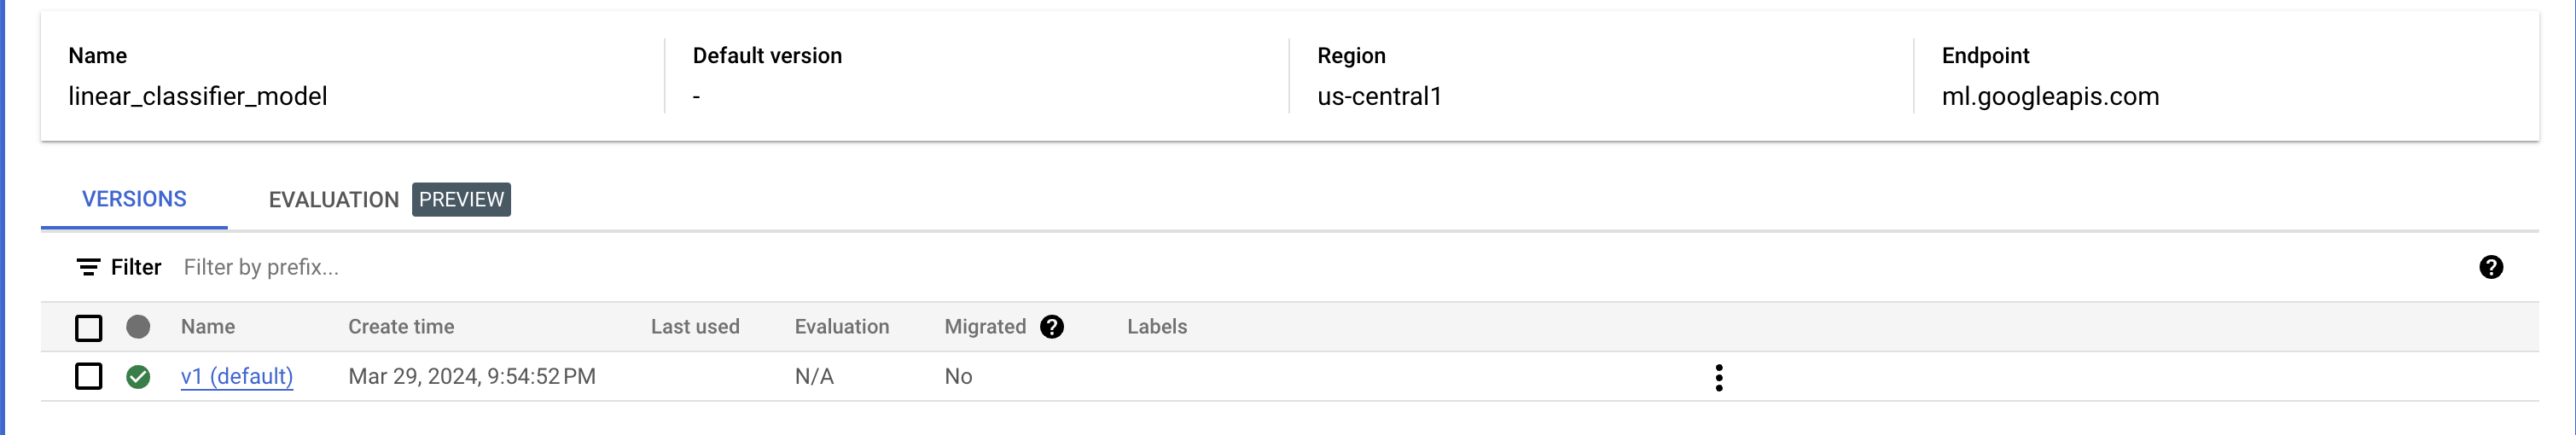 Name Default version Region Endpoint
linear_classifier_model - us-central1 ml.googleapis.com
VERSIONS EVALUATION PREVIEW
Filter Filter by prefix...
Name Create time Last used Evaluation Migrated Labels
v1 (default) Mar 29, 2024, 9:54:52 PM N/A No